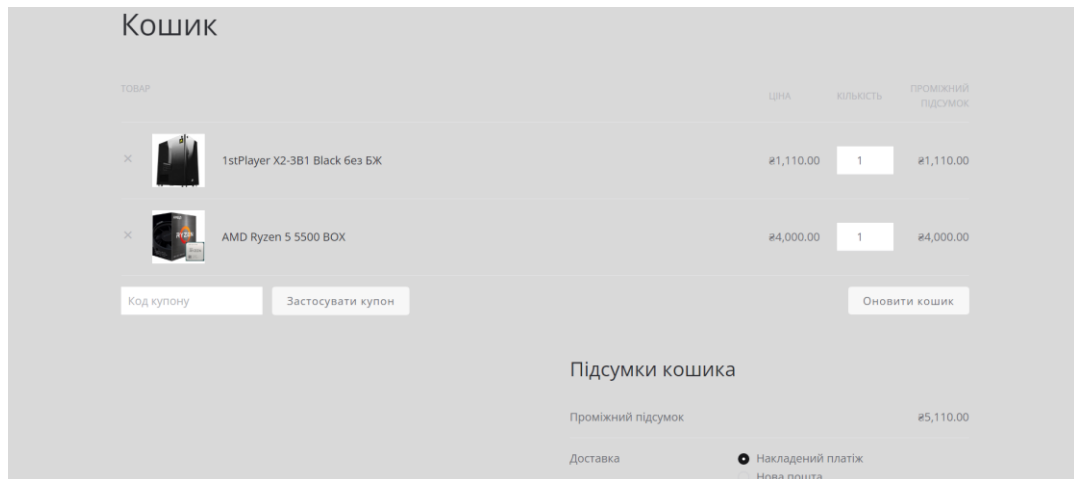 Кошик
ТОВАР
ЦІНА
КІЛЬКІСТЬ
ПРОМІЖНИЙ
ПІДСУМОК
× 1stPlayer X2-3B1 Black без БЖ ₴1,110.00 1 ₴1,110.00
× AMD Ryzen 5 5500 BOX ₴4,000.00 1 ₴4,000.00
Код купону Застосувати купон Оновити кошик
Підсумки кошика
Проміжний підсумок ₴5,110.00
Доставка Накладений платіж
Нова пошта